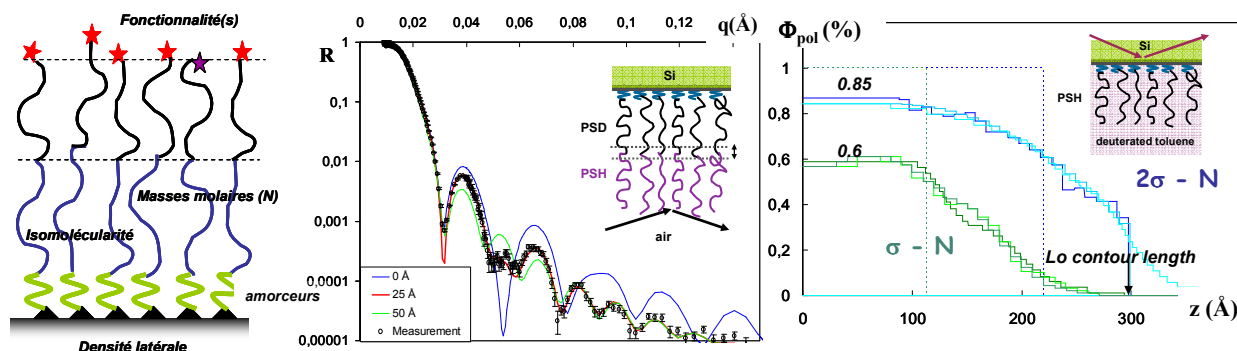 Fonctionnalité(s)
Masses molaires (N)
Isomolécularité
amorceurs
Densité latérale
0 0,02 0,04 0,06 0,08 0,1 0,12
q(Å)
R
1
0,1
0,01
0,001
0,0001
0,00001
0 Å
25 Å
50 Å
Measurement
Si
PSD
PSH
air
Φpol (%)
1
0,8
0,6
0,4
0,2
0
0 100 200 300
z (Å)
0.85
0.6
σ - N
2σ - N
Lo contour length
Si
PSH
deuterated toluene